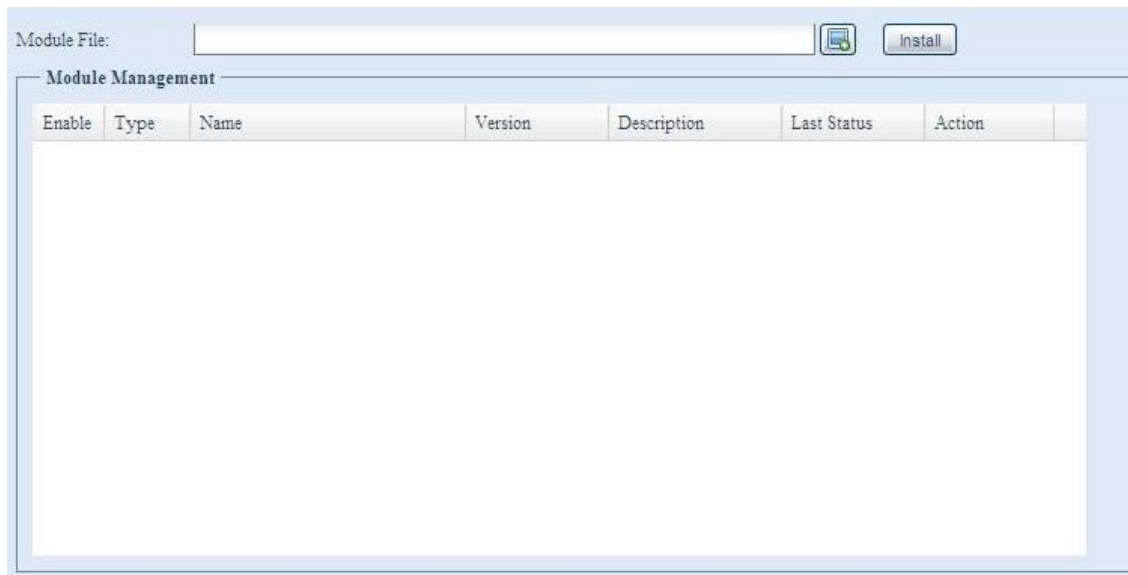 Module File:
Install
Module Management
Enable Type Name Version Description Last Status Action